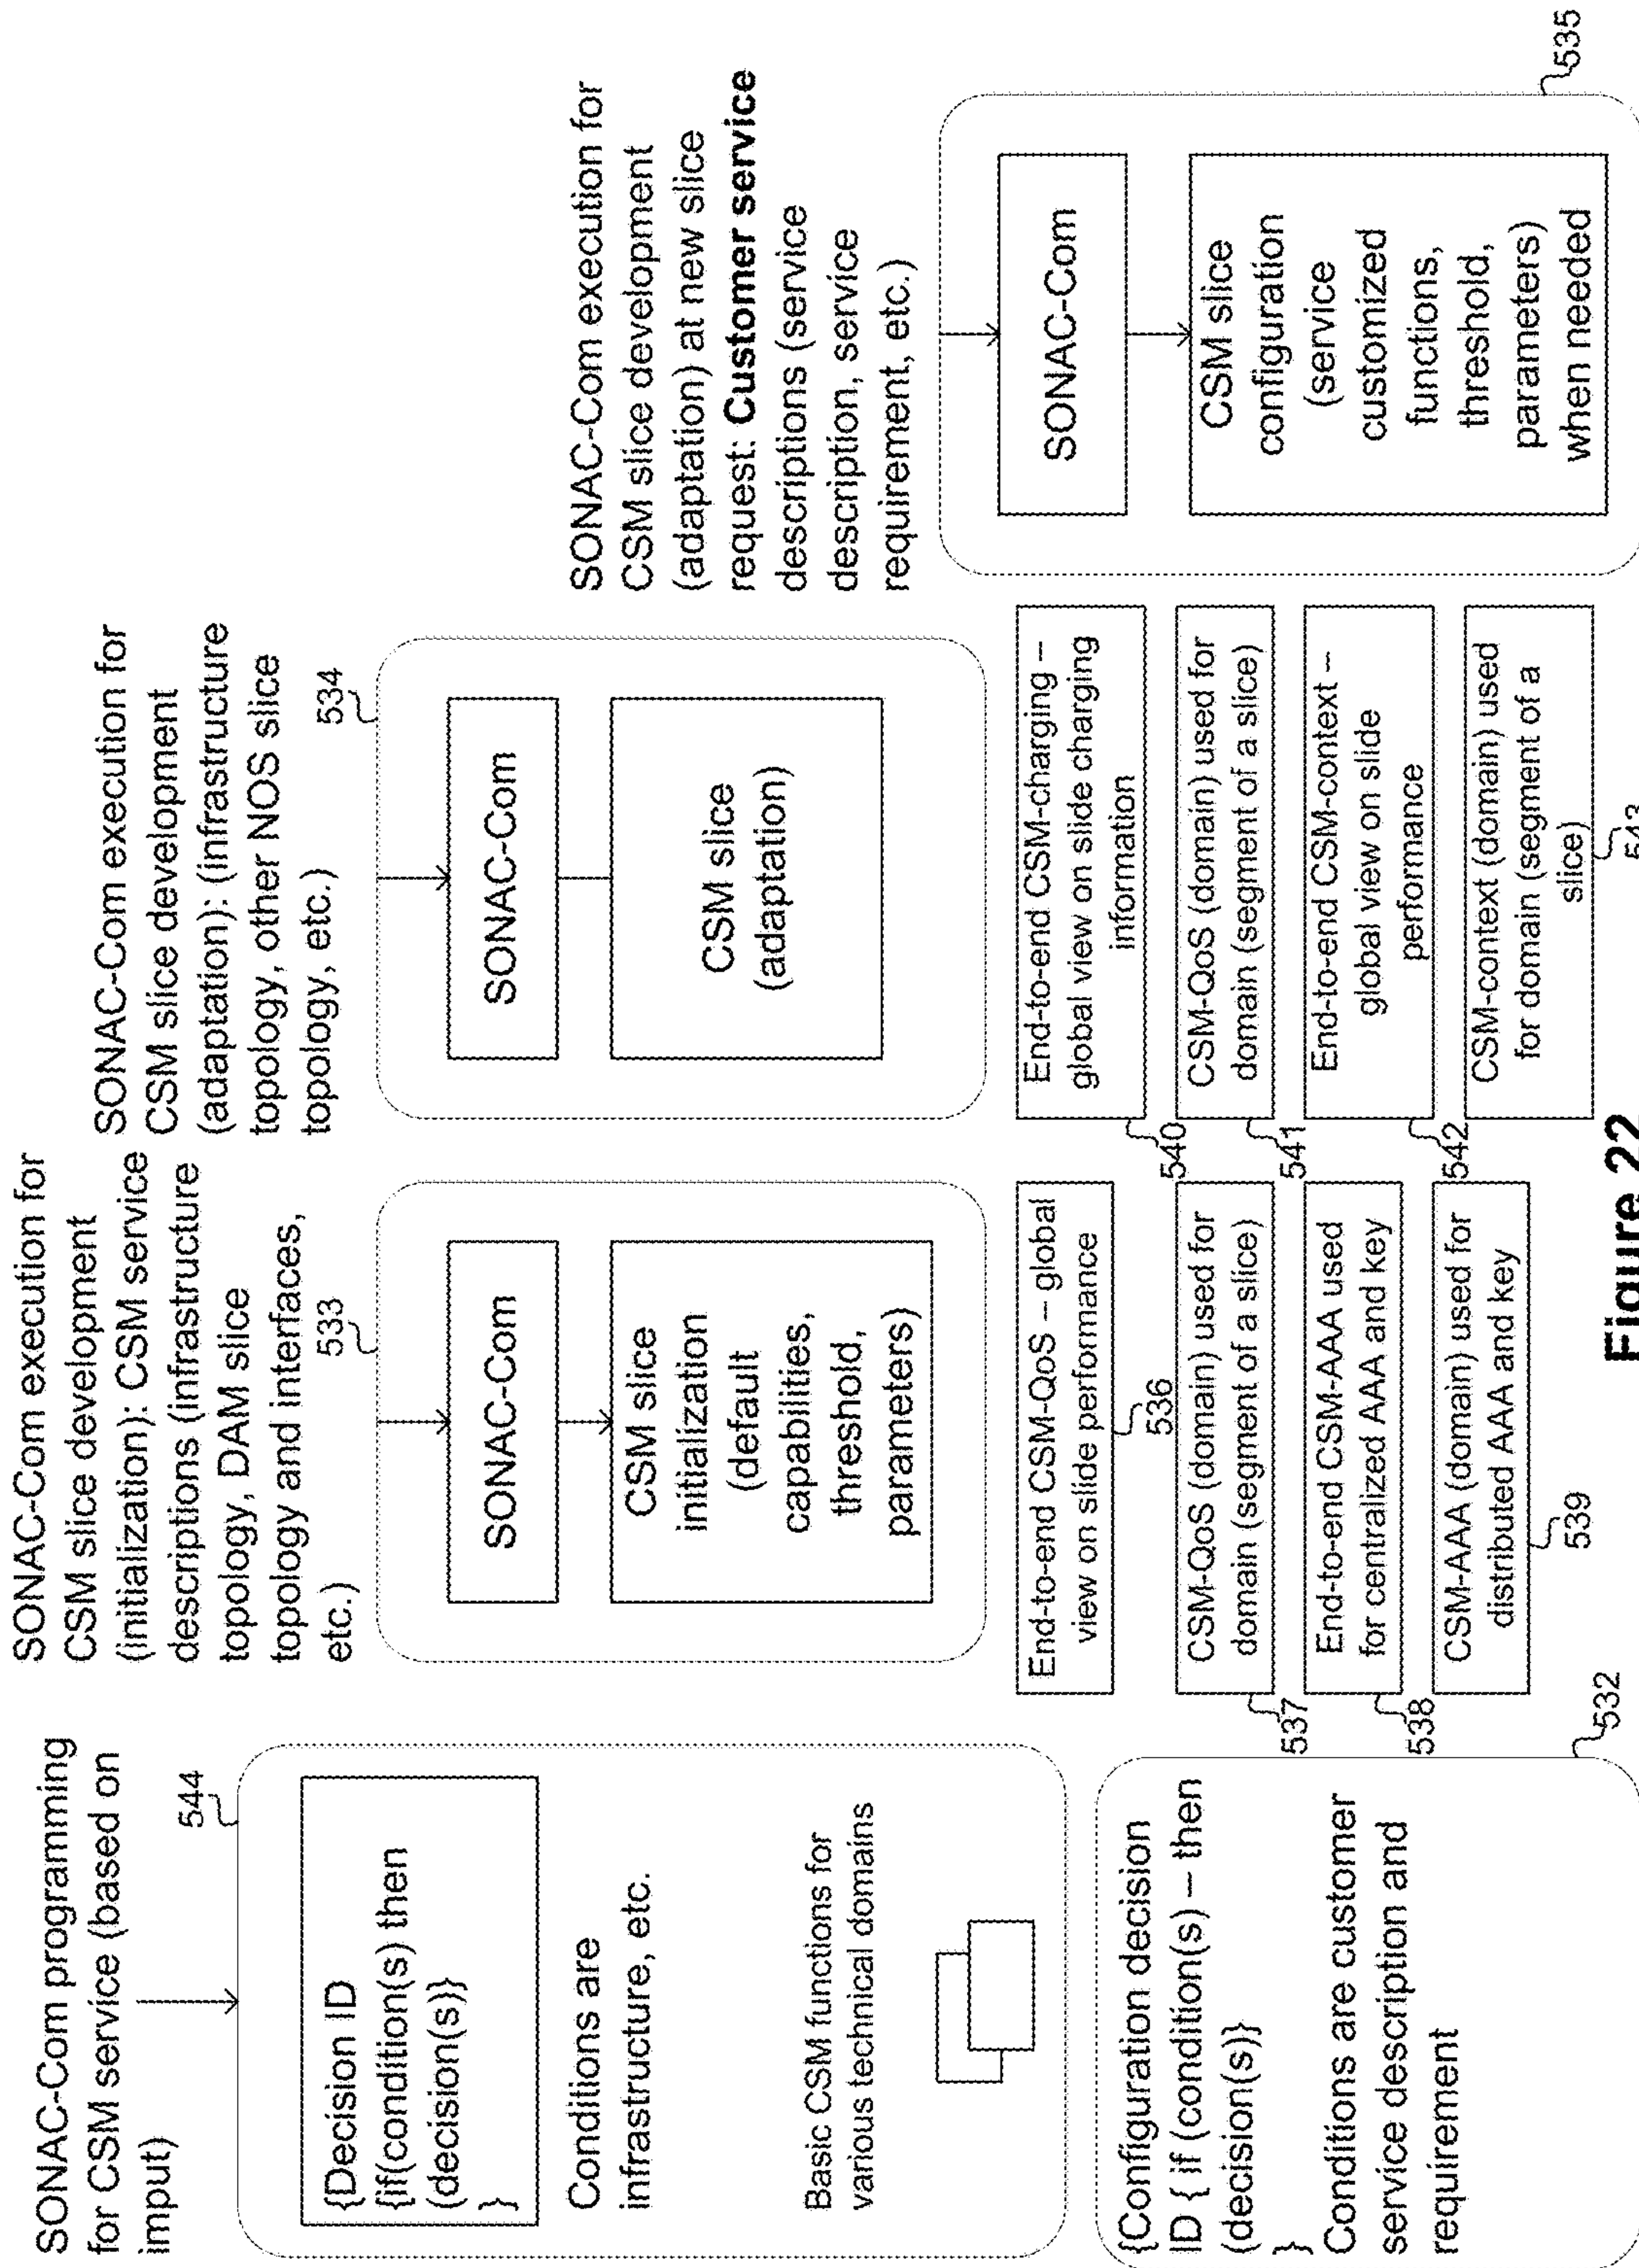 SONAC-Com programming
for CSM service (based on
imput)
544
{Decision ID
{if(condition(s) then
(decision(s)}
}
Conditions are
infrastructure, etc.
Basic CSM functions for
various technical domains
{Configuration decision
ID { if (condition(s) – then
(decision(s)}
}
Conditions are customer
service description and
requirement
532
SONAC-Com execution for
CSM slice development
(initialization): CSM service
descriptions (infrastructure
topology, DAM slice
topology and interfaces,
etc.)
533
SONAC-Com
CSM slice
initialization
(default
capabilities,
threshold,
parameters)
End-to-end CSM-QoS – global
view on slide performance
536
CSM-QoS (domain) used for
domain (segment of a slice)
537
End-to-end CSM-AAA used
for centralized AAA and key
538
CSM-AAA (domain) used for
distributed AAA and key
539
SONAC-Com execution for
CSM slice development
(adaptation): (infrastructure
topology, other NOS slice
topology, etc.)
534
SONAC-Com
CSM slice
(adaptation)
End-to-end CSM-charging –
global view on slide charging
information
540
CSM-QoS (domain) used for
domain (segment of a slice)
541
End-to-end CSM-context –
global view on slide
performance
542
CSM-context (domain) used
for domain (segment of a
slice)
543
SONAC-Com execution for
CSM slice development
(adaptation) at new slice
request: Customer service
descriptions (service
description, service
requirement, etc.)
SONAC-Com
CSM slice
configuration
(service
customized
functions,
threshold,
parameters)
when needed
535
Figure 22